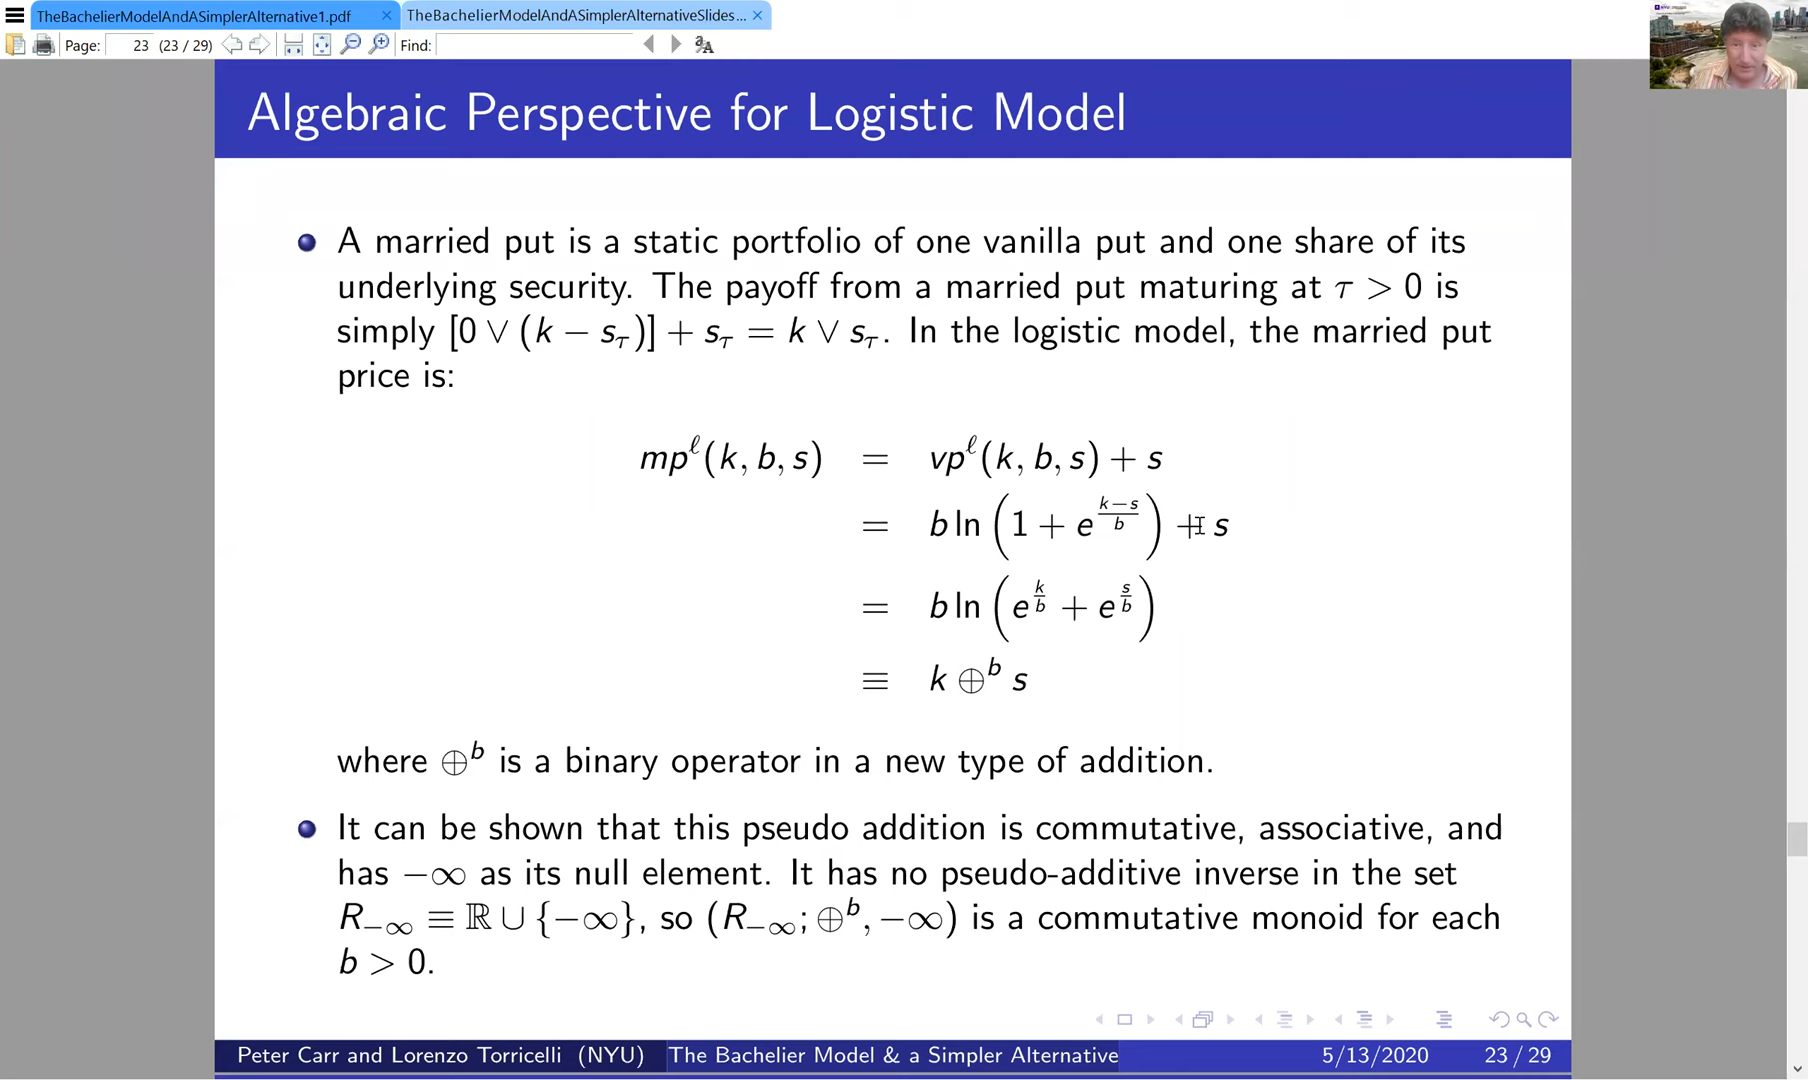 TheBachelierModelAndASimplerAlternative1.pdf × TheBachelierModelAndASimplerAlternativeSlides... ×
Page: 23 (23 / 29) Find:
Algebraic Perspective for Logistic Model
A married put is a static portfolio of one vanilla put and one share of its
underlying security. The payoff from a married put maturing at τ > 0 is
simply [0 ∨ (k − s_τ)] + s_τ = k ∨ s_τ. In the logistic model, the married put
price is:
mp^ℓ(k, b, s) = vp^ℓ(k, b, s) + s
= b ln (1 + e^{\frac{k−s}{b}}) + s
= b ln (e^{\frac{k}{b}} + e^{\frac{s}{b}})
≡ k ⊕^b s
where ⊕^b is a binary operator in a new type of addition.
It can be shown that this pseudo addition is commutative, associative, and
has −∞ as its null element. It has no pseudo-additive inverse in the set
R_{−∞} ≡ ℝ ∪ {−∞}, so (R_{−∞}; ⊕^b, −∞) is a commutative monoid for each
b > 0.
Peter Carr and Lorenzo Torricelli (NYU) The Bachelier Model & a Simpler Alternative 5/13/2020 23 / 29